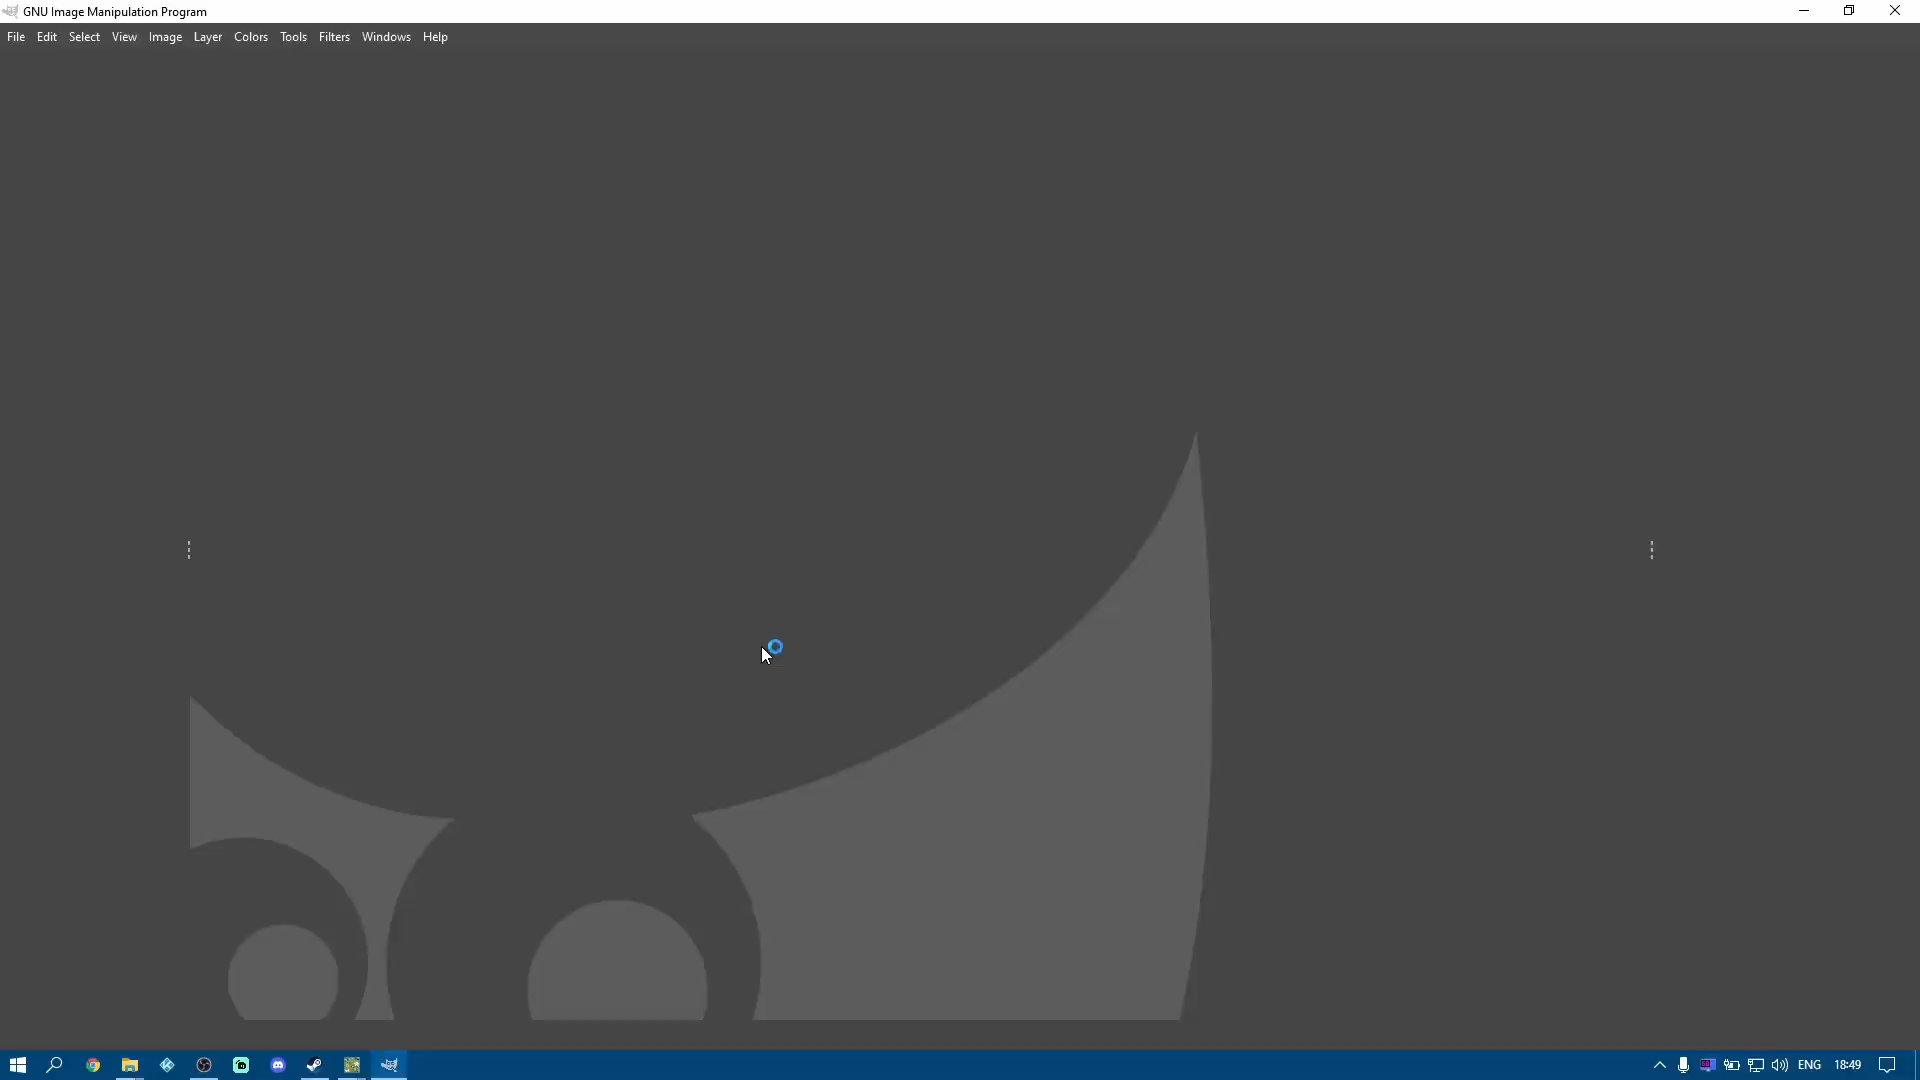 GNU Image Manipulation Program
File Edit Select View Image Layer Colors Tools Filters Windows Help
ENG 18:49